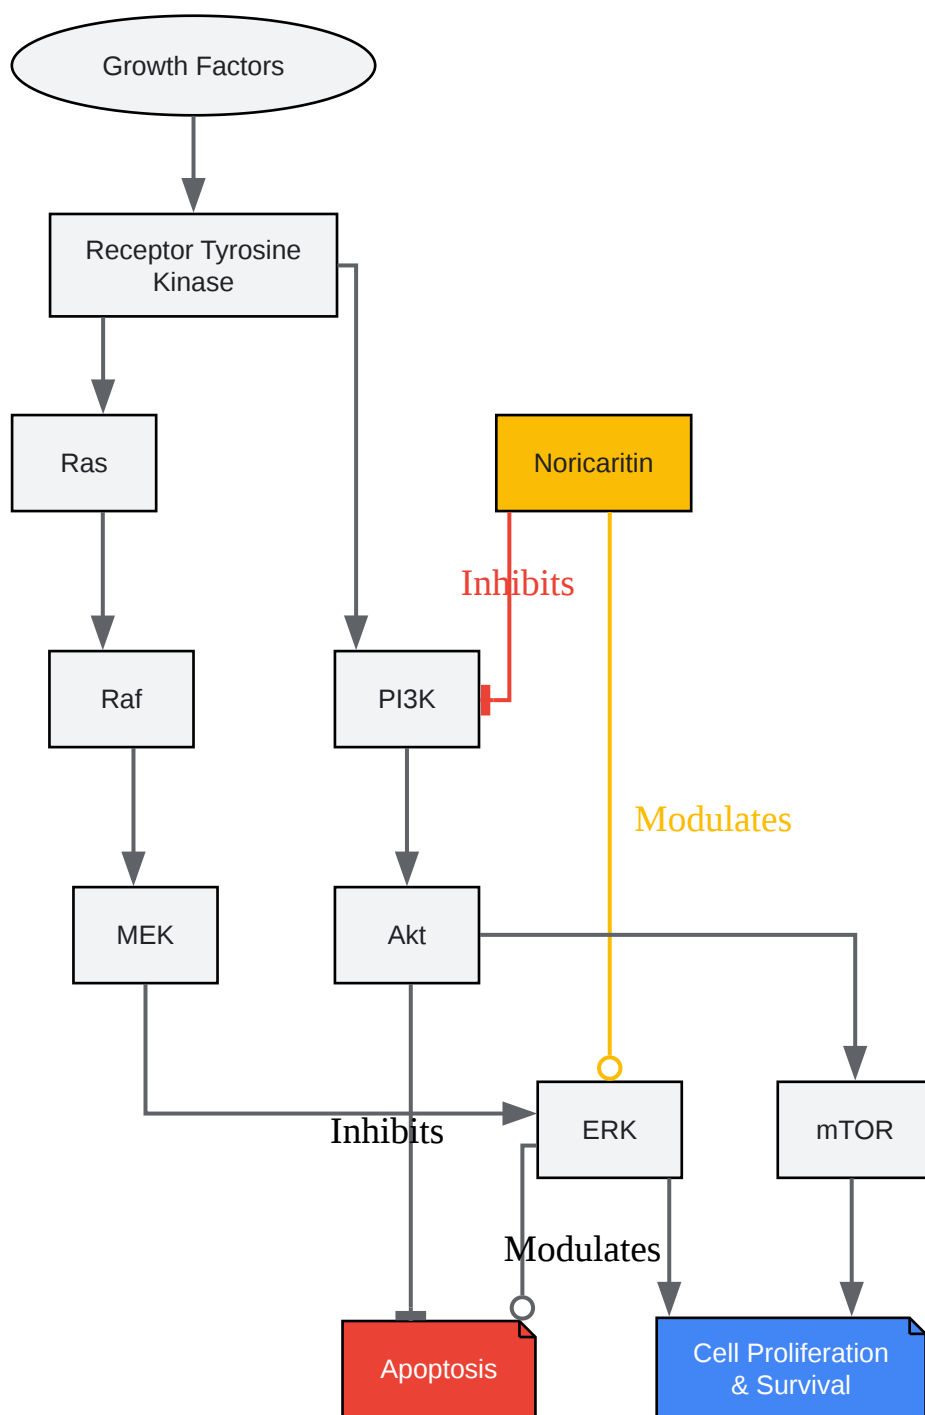 Growth Factors
Receptor Tyrosine
Kinase
Ras
Noricaritin
Inhibits
Raf
PI3K
Modulates
MEK
Akt
Inhibits
ERK
mTOR
Modulates
Apoptosis
Cell Proliferation
& Survival